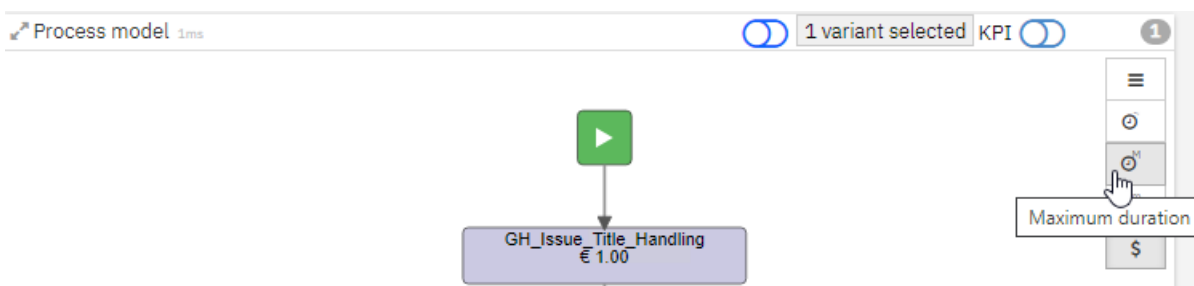 Process model 1ms
1 variant selected KPI
1
M
Maximum duration
GH_Issue_Title_Handling
€ 1.00
$